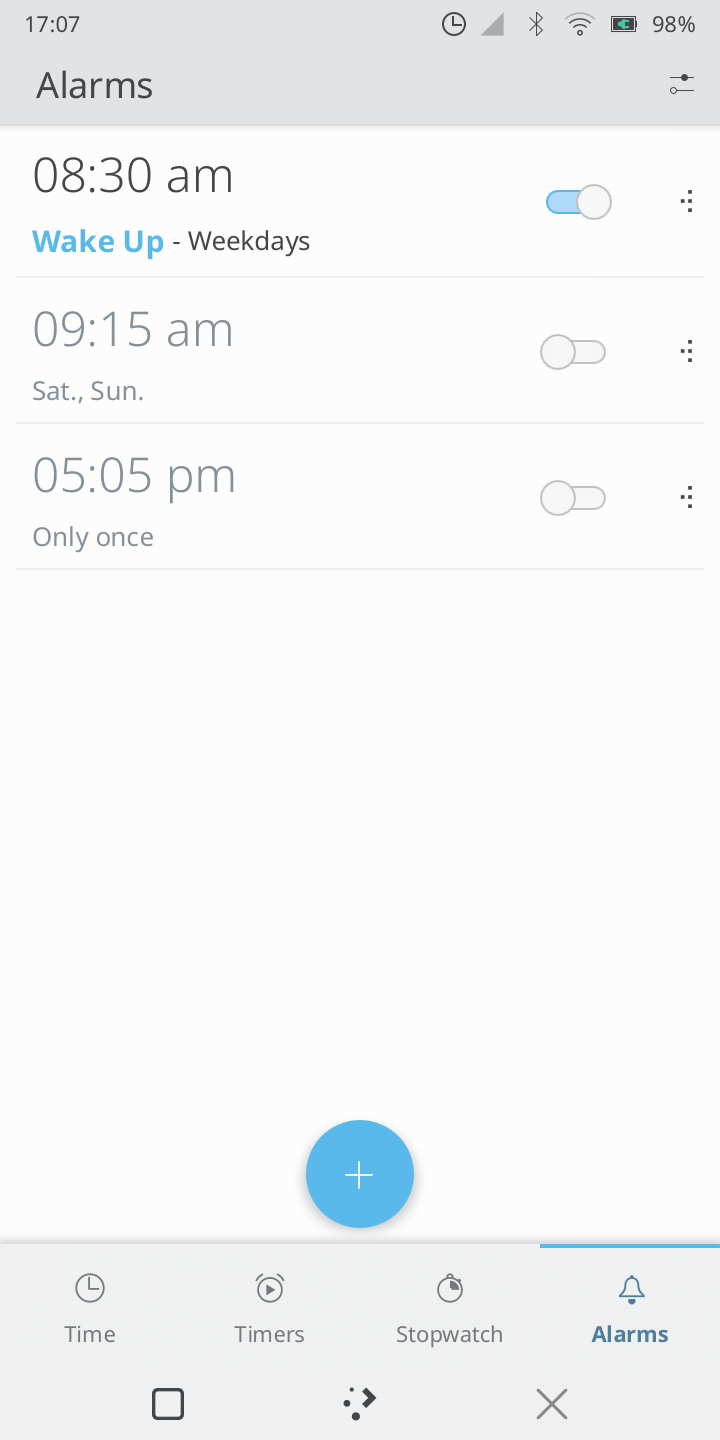 17:07 98%
Alarms
08:30 am
Wake Up - Weekdays
09:15 am
Sat., Sun.
05:05 pm
Only once
Time Timers Stopwatch Alarms